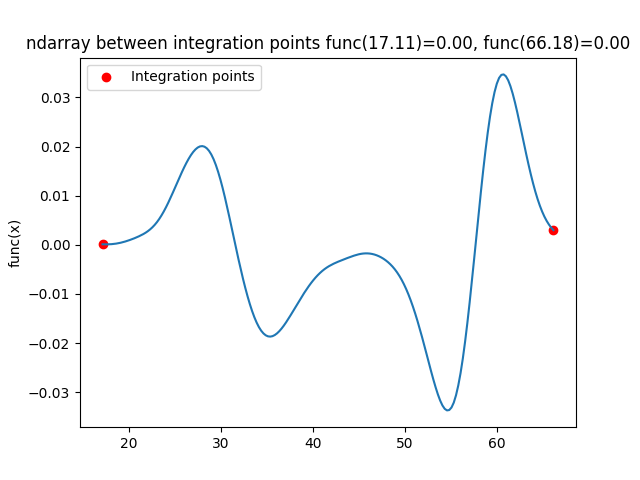 ndarray between integration points func(17.11)=0.00, func(66.18)=0.00
Integration points
func(x)
0.03
0.02
0.01
0.00
−0.01
−0.02
−0.03
20 30 40 50 60